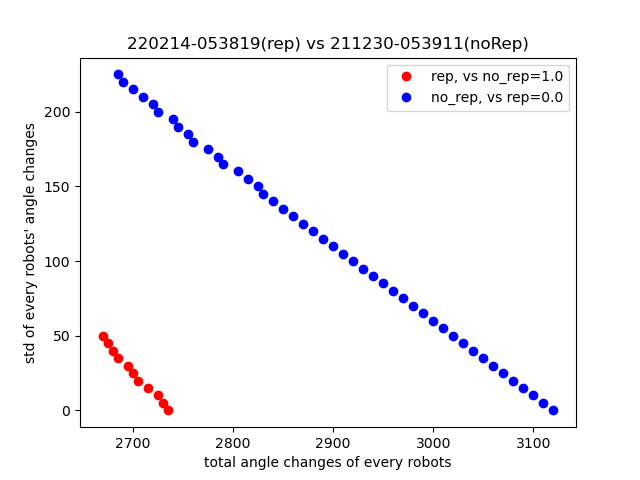 220214-053819(rep) vs 211230-053911(noRep)
rep, vs no_rep=1.0
no_rep, vs rep=0.0
std of every robots' angle changes
200
150
100
50
0
2700 2800 2900 3000 3100
total angle changes of every robots